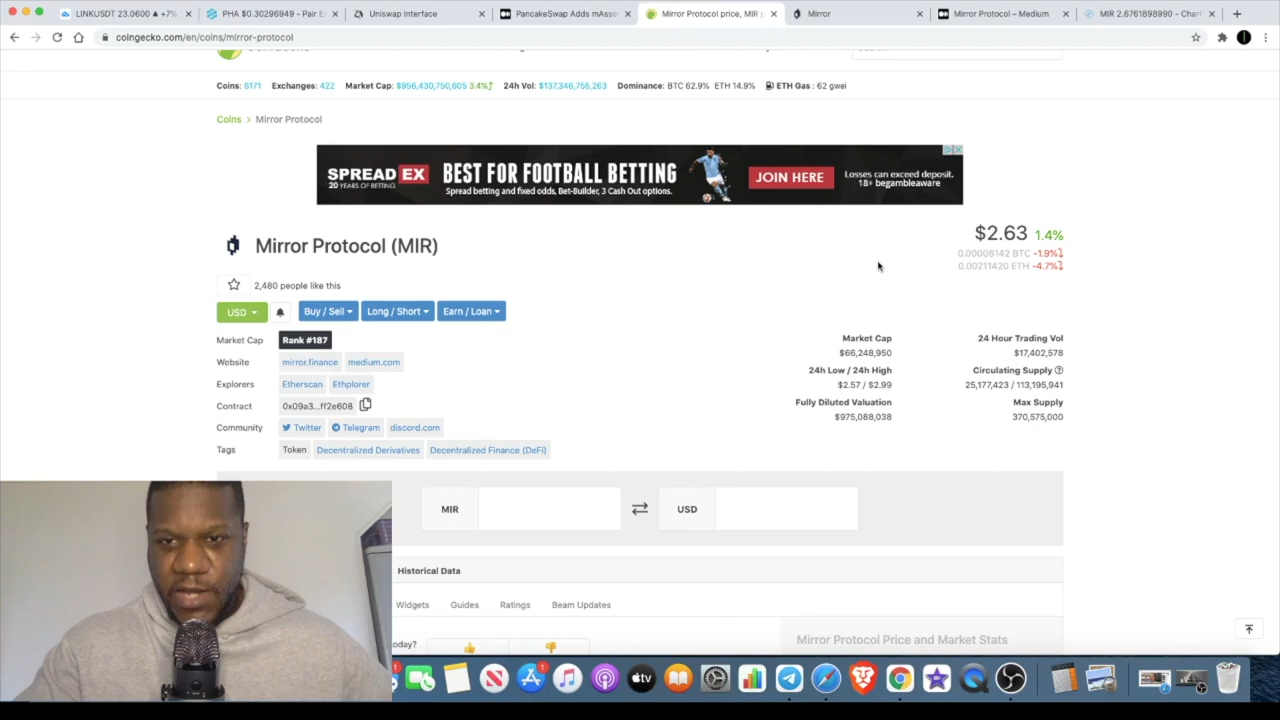 LINKUSDT 23.0600 ▲ +7%
PHA $0.30296949 - Pair E
Uniswap Interface
PancakeSwap Adds mAsse
Mirror Protocol price, MIR p
Mirror
Mirror Protocol – Medium
MIR 2.6761898990 - Chart
coingecko.com/en/coins/mirror-protocol
Coins: 6171 Exchanges: 422 Market Cap: $956,430,750,605 3.4% 24h Vol: $137,346,755,263 Dominance: BTC 62.9% ETH 14.9% ETH Gas : 62 gwei
Coins > Mirror Protocol
SPREADEX
20 YEARS OF BETTING
BEST FOR FOOTBALL BETTING
Spread betting and fixed odds, Bet-Builder, 3 Cash Out options.
JOIN HERE
Losses can exceed deposit.
18+ begambleaware
Mirror Protocol (MIR)
$2.63 1.4%
0.00008142 BTC -1.9%
0.00211420 ETH -4.7%
2,480 people like this
USD Buy / Sell Long / Short Earn / Loan
Market Cap Rank #187
Website mirror.finance medium.com
Explorers Etherscan Ethplorer
Contract 0x09a3...ff2e608
Community Twitter Telegram discord.com
Tags Token Decentralized Derivatives Decentralized Finance (DeFi)
Market Cap
$66,248,950
24 Hour Trading Vol
$17,402,578
24h Low / 24h High
$2.57 / $2.99
Circulating Supply
25,177,423 / 113,195,941
Fully Diluted Valuation
$975,088,038
Max Supply
370,575,000
MIR USD
Historical Data
Widgets Guides Ratings Beam Updates
oday?
Mirror Protocol Price and Market Stats
tv